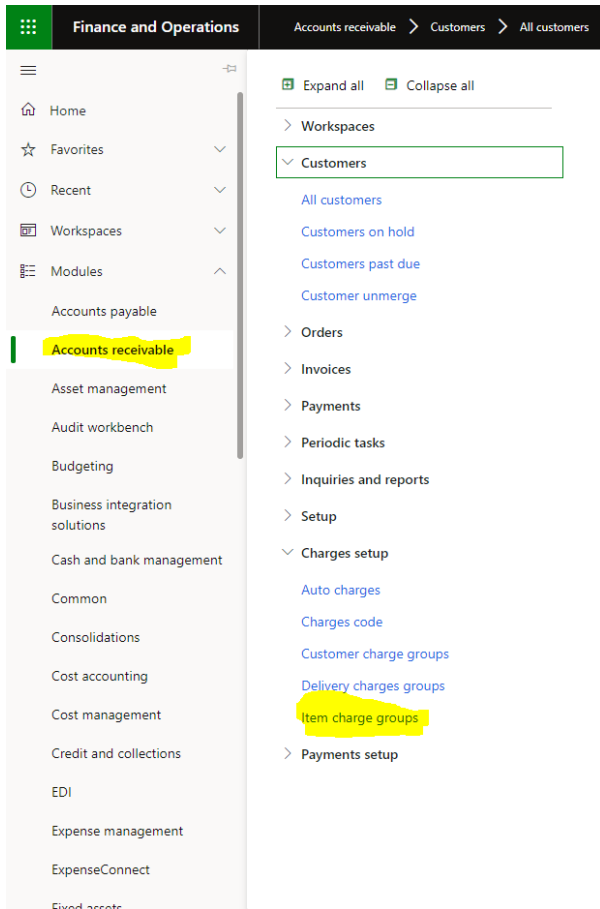 Finance and Operations
Accounts receivable > Customers > All customers
Home
Favorites
Recent
Workspaces
Modules
Accounts payable
Accounts receivable
Asset management
Audit workbench
Budgeting
Business integration
solutions
Cash and bank management
Common
Consolidations
Cost accounting
Cost management
Credit and collections
EDI
Expense management
ExpenseConnect
Fixed assets
Expand all
Collapse all
Workspaces
Customers
All customers
Customers on hold
Customers past due
Customer unmerge
Orders
Invoices
Payments
Periodic tasks
Inquiries and reports
Setup
Charges setup
Auto charges
Charges code
Customer charge groups
Delivery charges groups
Item charge groups
Payments setup